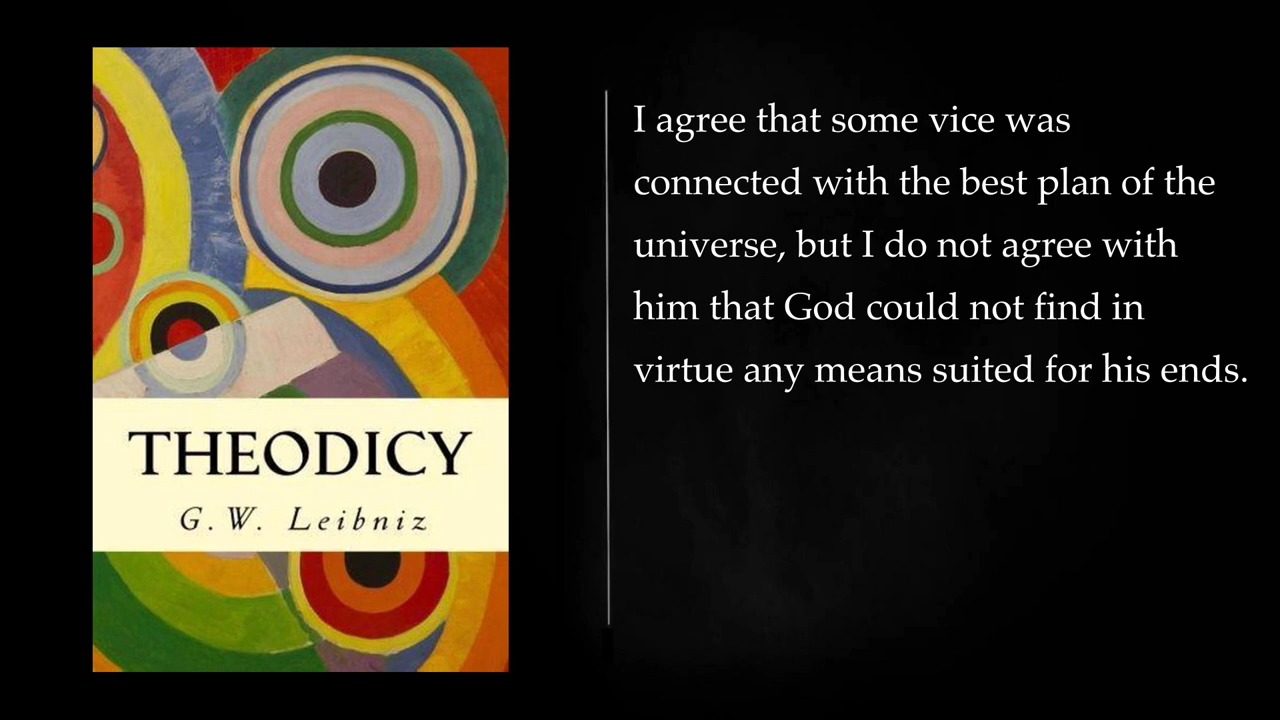 THEODICY
G. W. Leibniz
I agree that some vice was
connected with the best plan of the
universe, but I do not agree with
him that God could not find in
virtue any means suited for his ends.